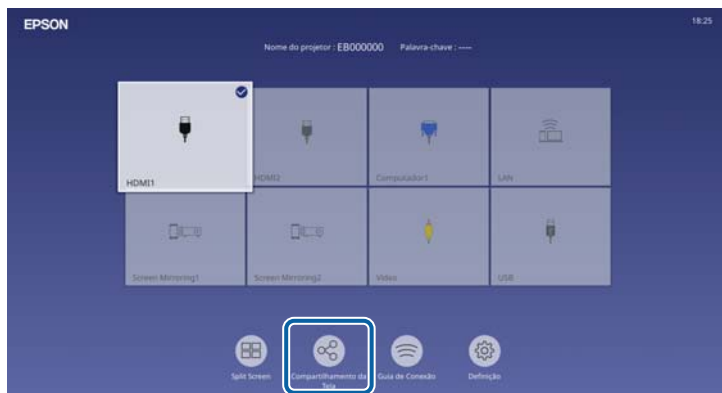 EPSON
18:25
Nome do projetor : EB000000 Palavra-chave : ----
HDMI1
HDMI2
Computador1
LAN
Screen Mirroring1
Screen Mirroring2
Vídeo
USB
Split Screen
Compartilhamento da
Tela
Guia de Conexão
Definição